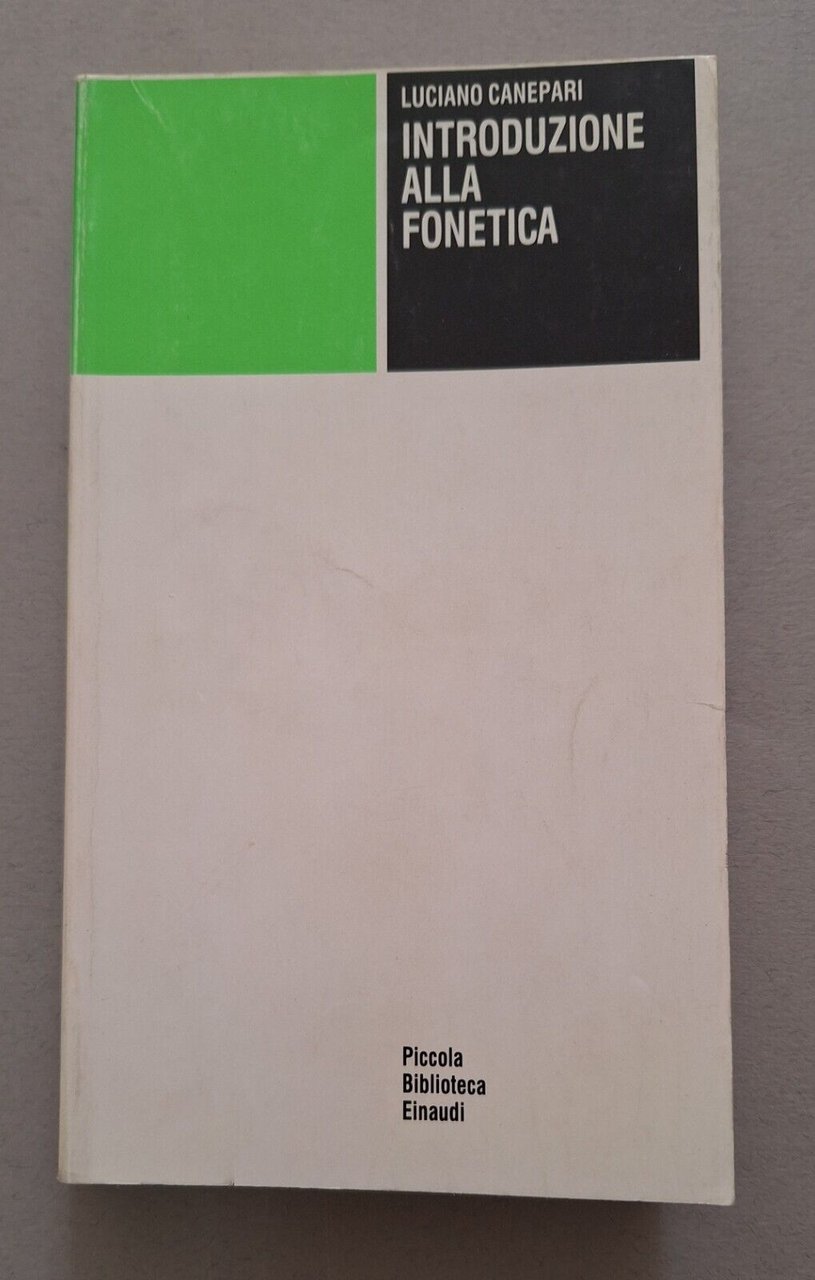 LUCIANO CANEPARI
INTRODUZIONE
ALLA
FONETICA
Piccola
Biblioteca
Einaudi